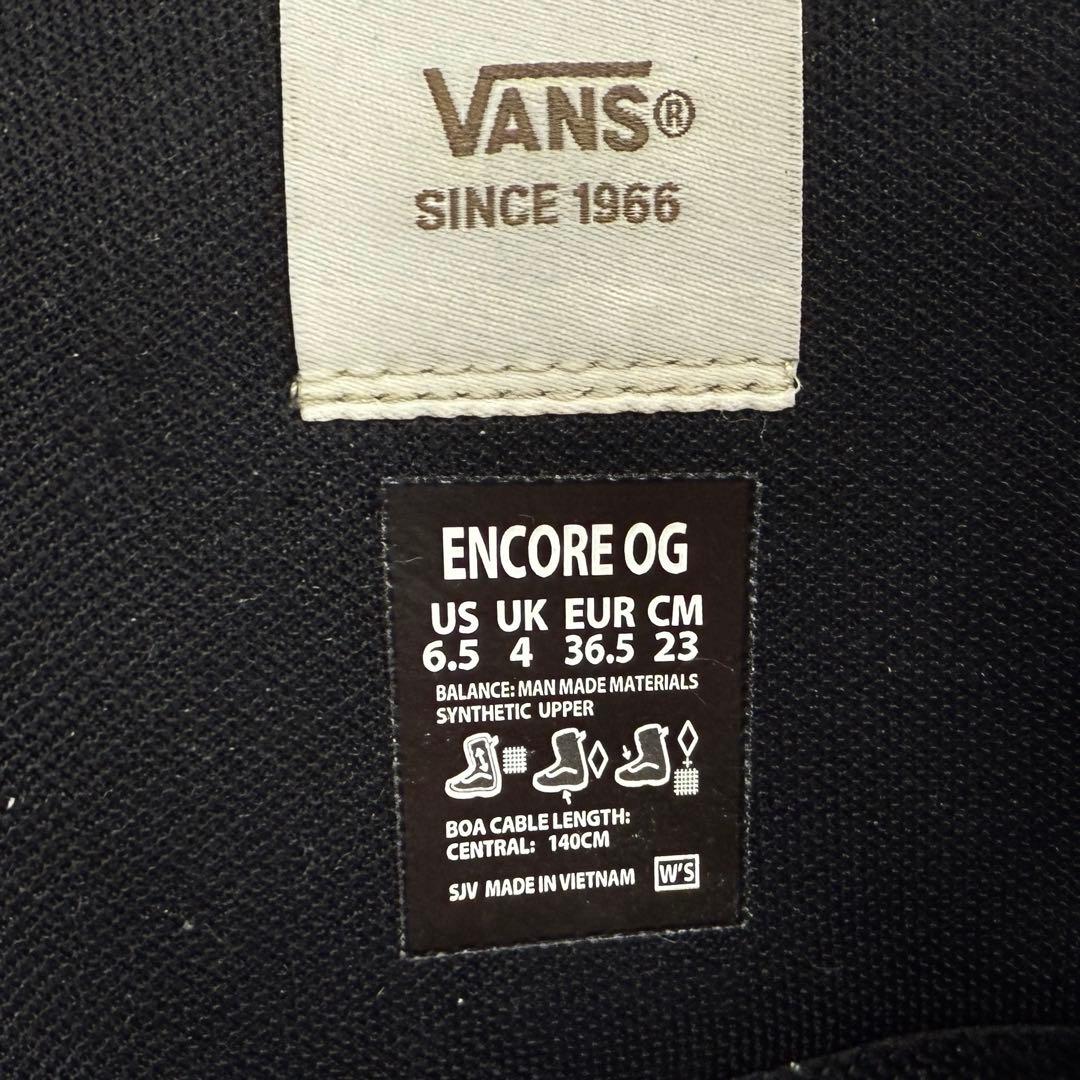 VANS®
SINCE 1966
ENCORE OG
US UK EUR CM
6.5 4 36.5 23
BALANCE: MAN MADE MATERIALS
SYNTHETIC UPPER
BOA CABLE LENGTH:
CENTRAL: 140CM
SJV MADE IN VIETNAM W'S